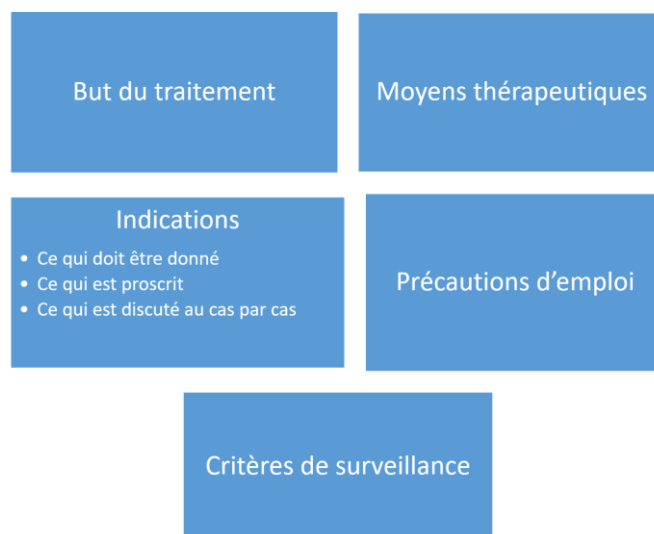 But du traitement
Moyens thérapeutiques
Indications
• Ce qui doit être donné
• Ce qui est proscrit
• Ce qui est discuté au cas par cas
Précautions d’emploi
Critères de surveillance